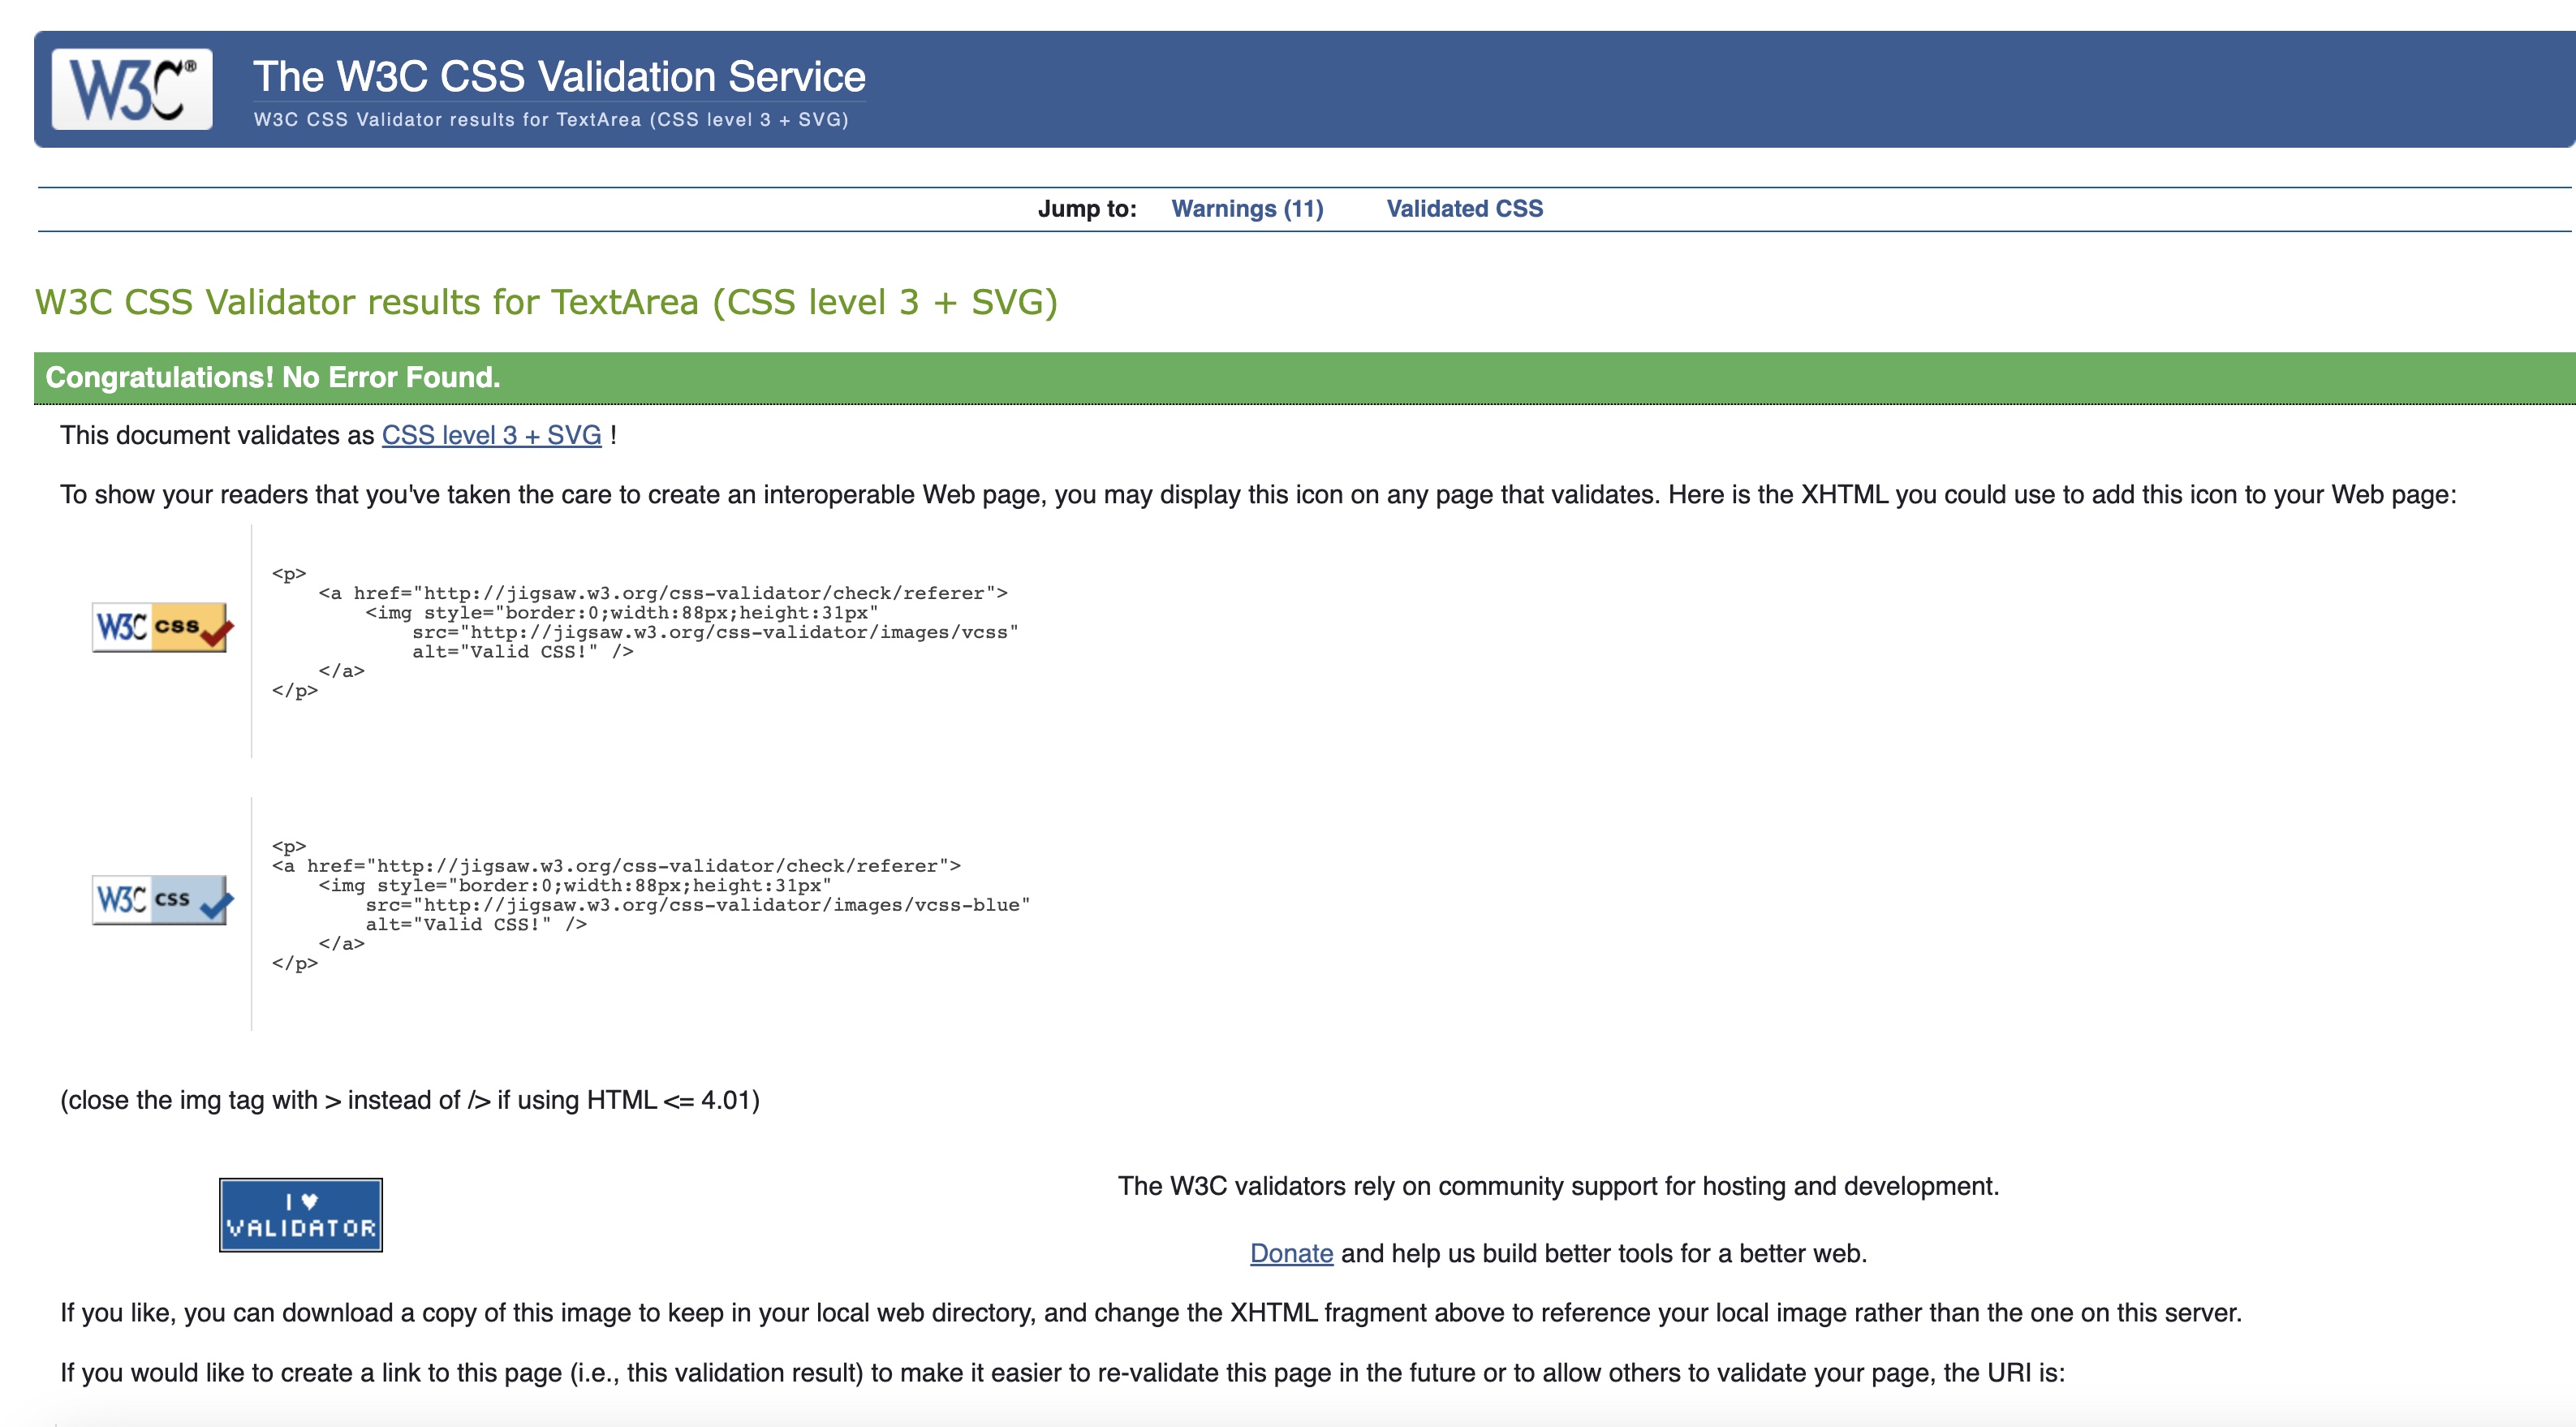 W3C®
The W3C CSS Validation Service
W3C CSS Validator results for TextArea (CSS level 3 + SVG)
Jump to: Warnings (11) Validated CSS
W3C CSS Validator results for TextArea (CSS level 3 + SVG)
Congratulations! No Error Found.
This document validates as CSS level 3 + SVG !
To show your readers that you've taken the care to create an interoperable Web page, you may display this icon on any page that validates. Here is the XHTML you could use to add this icon to your Web page:
W3C css
<p>
<a href="http://jigsaw.w3.org/css-validator/check/referer">
<img style="border:0;width:88px;height:31px"
src="http://jigsaw.w3.org/css-validator/images/vcss"
alt="Valid CSS!" />
</a>
</p>
W3C css
<p>
<a href="http://jigsaw.w3.org/css-validator/check/referer">
<img style="border:0;width:88px;height:31px"
src="http://jigsaw.w3.org/css-validator/images/vcss-blue"
alt="Valid CSS!" />
</a>
</p>
(close the img tag with > instead of /> if using HTML <= 4.01)
I ♥
VALIDATOR
The W3C validators rely on community support for hosting and development.
Donate and help us build better tools for a better web.
If you like, you can download a copy of this image to keep in your local web directory, and change the XHTML fragment above to reference your local image rather than the one on this server.
If you would like to create a link to this page (i.e., this validation result) to make it easier to re-validate this page in the future or to allow others to validate your page, the URI is: